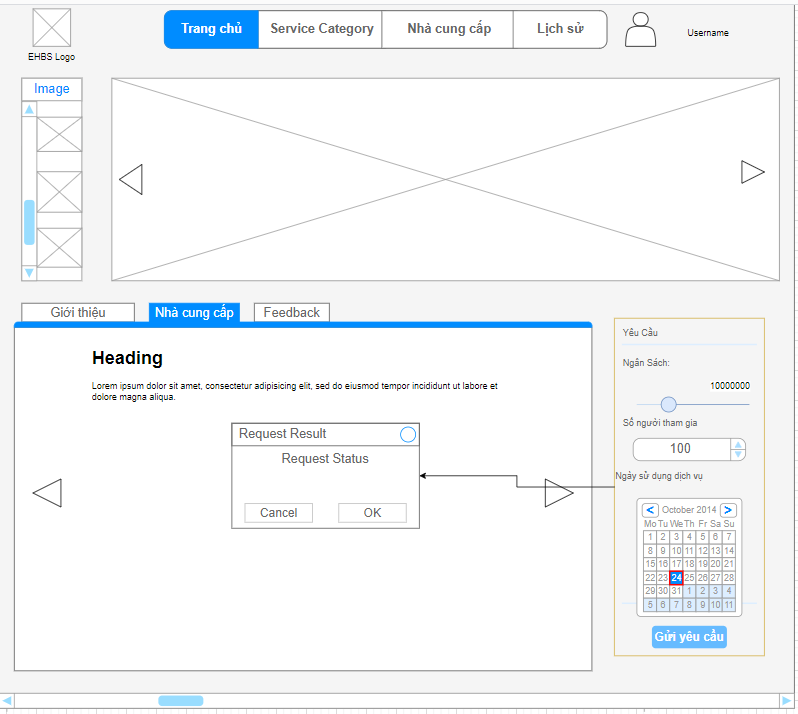 EHBS Logo
Trang chủ
Service Category
Nhà cung cấp
Lịch sử
Username
Image
Giới thiệu
Nhà cung cấp
Feedback
Heading
Lorem ipsum dolor sit amet, consectetur adipisicing elit, sed do eiusmod tempor incididunt ut labore et
dolore magna aliqua.
Request Result
Request Status
Cancel
OK
Yêu Cầu
Ngân Sách:
10000000
Số người tham gia
100
Ngày sử dụng dịch vụ
< October 2014 >
Mo Tu We Th Fr Sa Su
1 2 3 4 5 6 7
8 9 10 11 12 13 14
15 16 17 18 19 20 21
22 23 24 25 26 27 28
29 30 31 1 2 3 4
5 6 7 8 9 10 11
Gửi yêu cầu